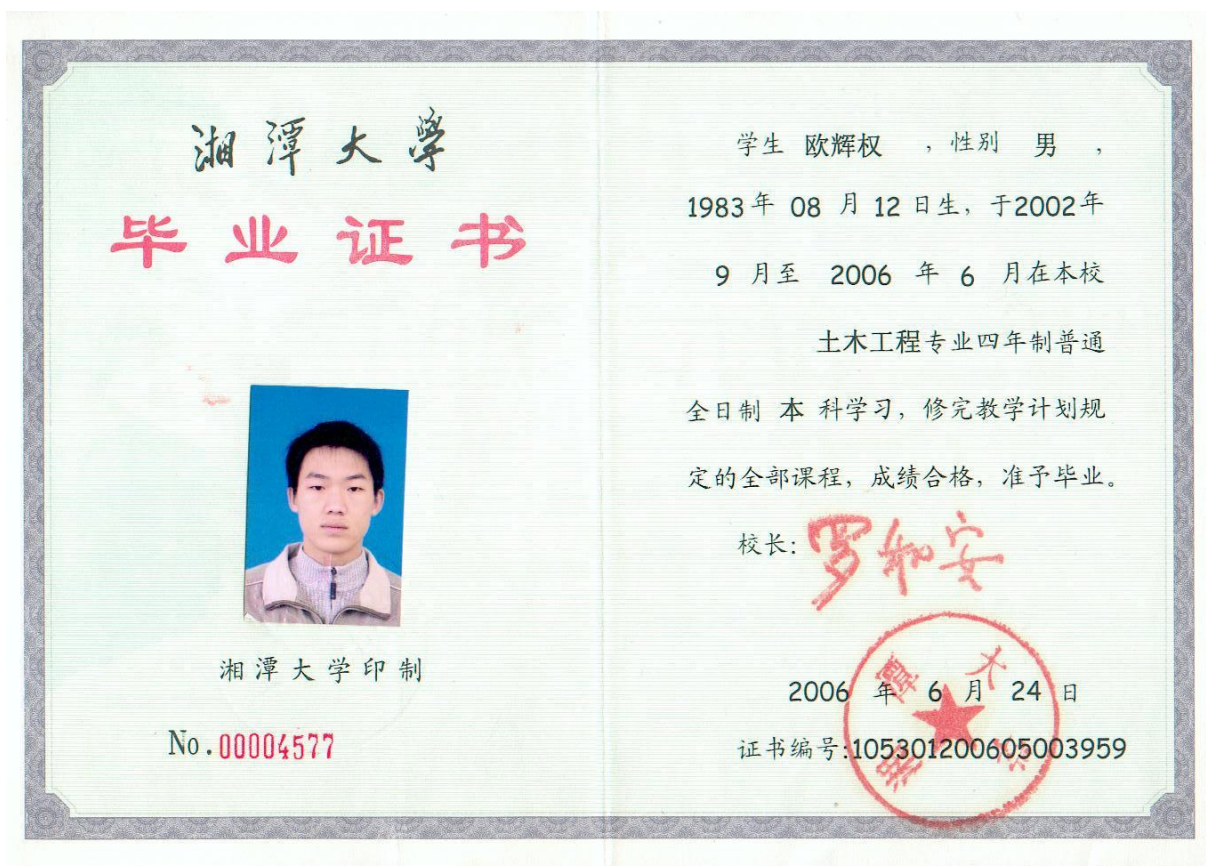 湘潭大學
毕业证书
湘潭大学印制
No.00004577
学生 欧辉权 ，性别 男 ，
1983年 08 月 12 日生，于2002年
9 月至 2006 年 6 月在本校
土木工程专业四年制普通
全日制 本 科学习，修完教学计划规
定的全部课程，成绩合格，准予毕业。
校长：罗和安
湘潭大学
2006 年 6 月 24 日
证书编号:105301200605003959